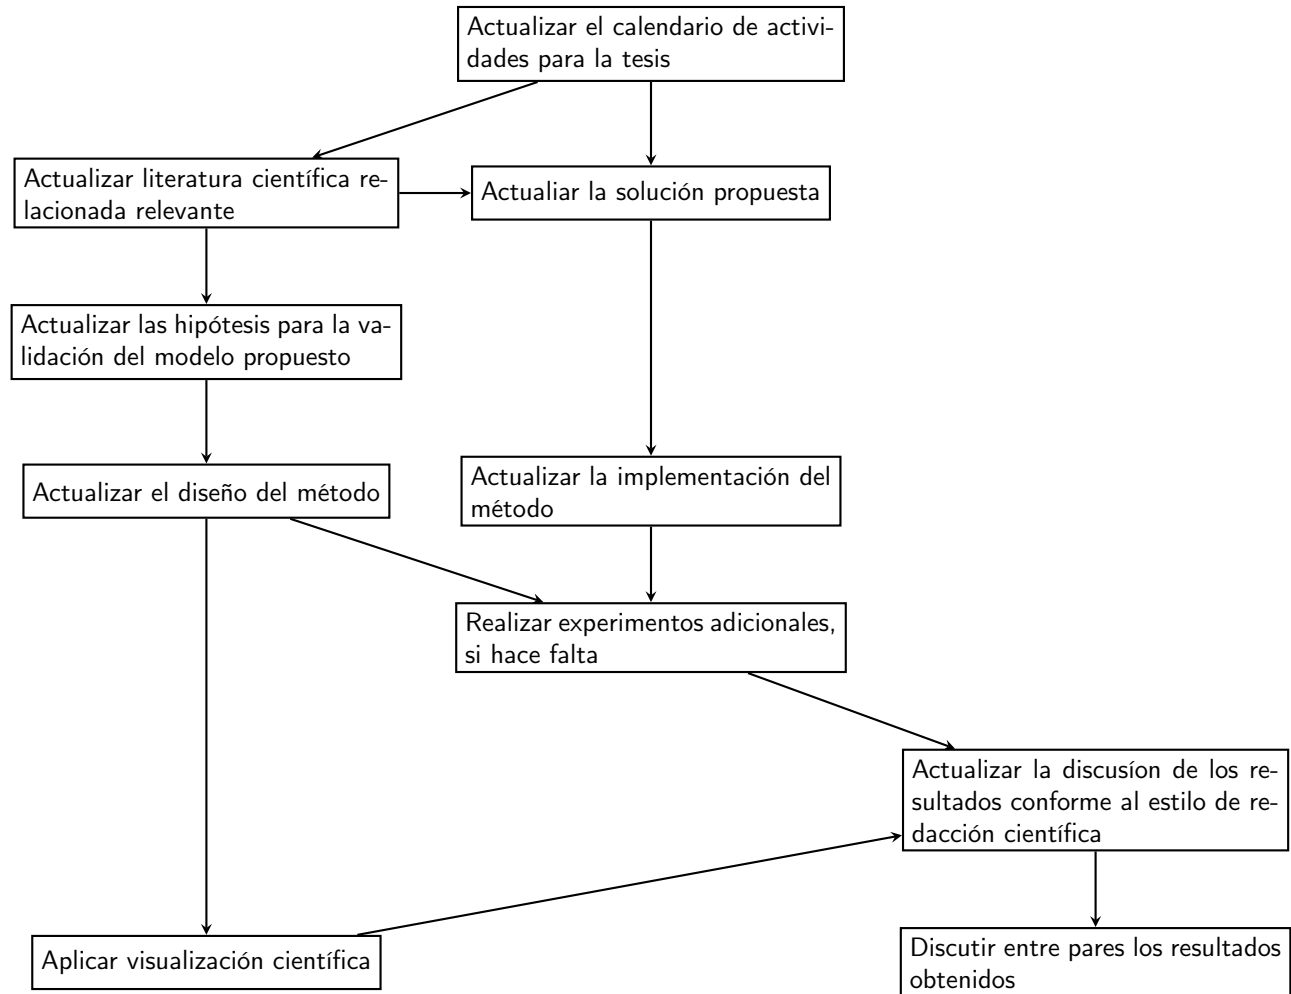 Actualizar el calendario de activi-
dades para la tesis
Actualizar literatura científica re-
lacionada relevante
Actualiar la solución propuesta
Actualizar las hipótesis para la va-
lidación del modelo propuesto
Actualizar el diseño del método
Actualizar la implementación del
método
Realizar experimentos adicionales,
si hace falta
Actualizar la discusíon de los re-
sultados conforme al estilo de re-
dacción científica
Aplicar visualización científica
Discutir entre pares los resultados
obtenidos